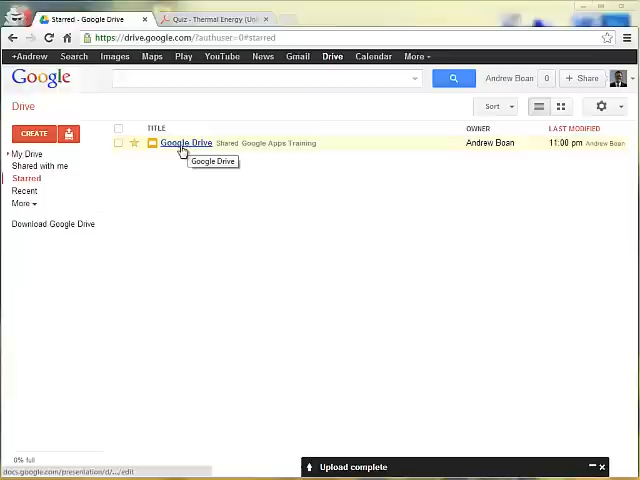 Starred - Google Drive
Quiz - Thermal Energy (Uni
https://drive.google.com/?authuser=0#starred
+Andrew Search Images Maps Play YouTube News Gmail Drive Calendar More
Google
Andrew Boan 0 + Share
Drive
Sort
CREATE
TITLE OWNER LAST MODIFIED
Google Drive Shared Google Apps Training Andrew Boan 11:00 pm Andrew Boan
My Drive
Google Drive
Shared with me
Starred
Recent
More
Download Google Drive
0% full
Upload complete
docs.google.com/presentation/d/.../edit